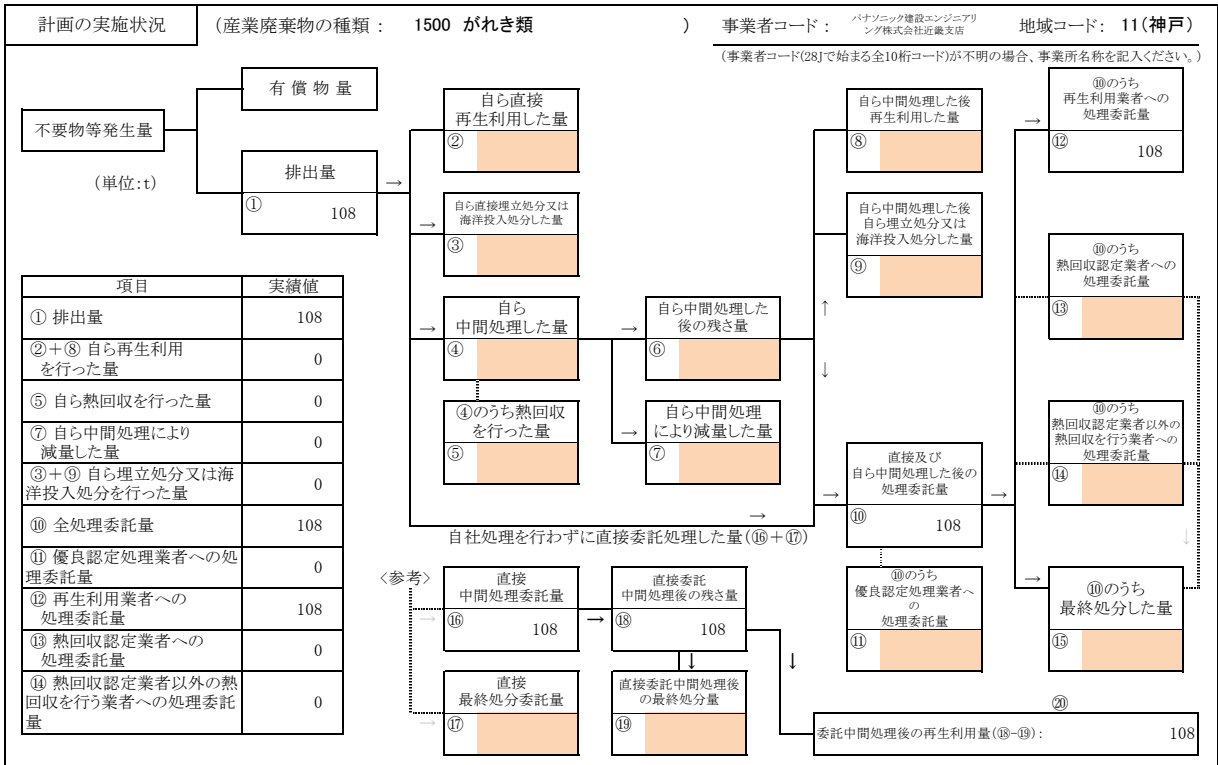 計画の実施状況
（産業廃棄物の種類： 1500 がれき類 ）
事業者コード： パナソニック建設エンジニアリ
ング株式会社近畿支店
地域コード： 11(神戸)
（事業者コード(28Jで始まる全10桁コード)が不明の場合、事業所名称を記入ください。）
不要物等発生量
（単位:t）
有償物量
排出量
① 108
→
自ら直接
再生利用した量
②
→
自ら直接埋立処分又は
海洋投入処分した量
③
→
自ら
中間処理した量
④
④のうち熱回収
を行った量
⑤
→
自ら中間処理した
後の残さ量
⑥
→
自ら中間処理
により減量した量
⑦
自ら中間処理した後
再生利用した量
⑧
自ら中間処理した後
自ら埋立処分又は
海洋投入処分した量
⑨
↑
↓
→
直接及び
自ら中間処理した後の
処理委託量
⑩ 108
→
⑩のうち
優良認定処理業者へ
の
処理委託量
⑪
→
⑩のうち
再生利用業者への
処理委託量
⑫ 108
⑩のうち
熱回収認定業者への
処理委託量
⑬
⑩のうち
熱回収認定業者以外の
熱回収を行う業者への
処理委託量
⑭
↓
→
⑩のうち
最終処分した量
⑮
→
自社処理を行わずに直接委託処理した量(⑯＋⑰)
項目 実績値
① 排出量 108
②＋⑧ 自ら再生利用
を行った量 0
⑤ 自ら熱回収を行った量 0
⑦ 自ら中間処理により
減量した量 0
③＋⑨ 自ら埋立処分又は海
洋投入処分を行った量 0
⑩ 全処理委託量 108
⑪ 優良認定処理業者への処
理委託量 0
⑫ 再生利用業者への
処理委託量 108
⑬ 熱回収認定業者への
処理委託量 0
⑭ 熱回収認定業者以外の熱
回収を行う業者への処理委託
量 0
〈参考〉
→
直接
中間処理委託量
⑯ 108
→
直接委託
中間処理後の残さ量
⑱ 108
→
直接
最終処分委託量
⑰
↓
直接委託中間処理後
の最終処分量
⑲
↓
⑳
委託中間処理後の再生利用量(⑱-⑲)： 108